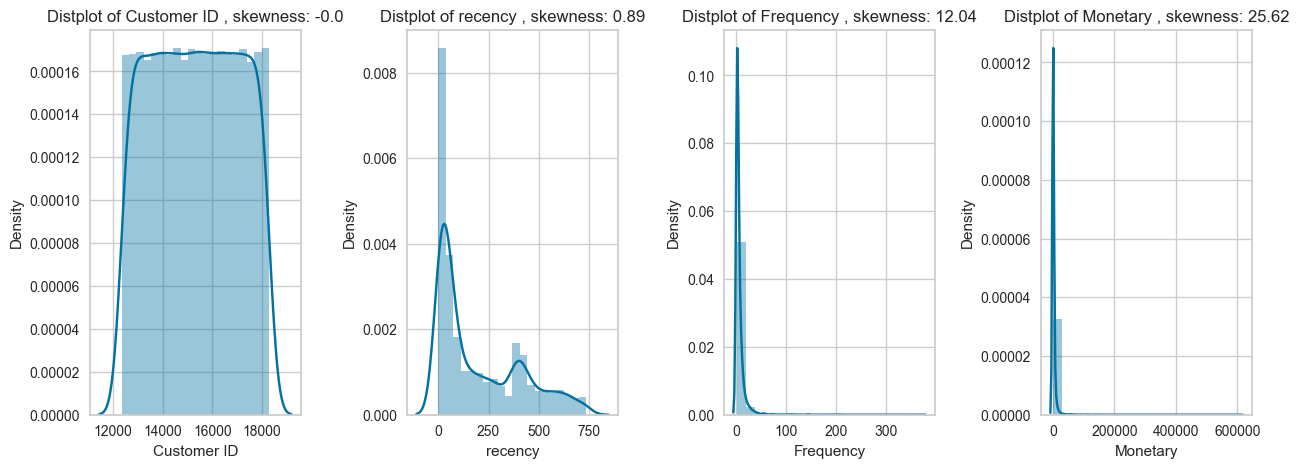 Distplot of Customer ID , skewness: -0.0
0.00016
0.00014
0.00012
0.00010
0.00008
0.00006
0.00004
0.00002
0.00000
Density
12000 14000 16000 18000
Customer ID
Distplot of recency , skewness: 0.89
0.008
0.006
0.004
0.002
0.000
Density
0 250 500 750
recency
Distplot of Frequency , skewness: 12.04
0.10
0.08
0.06
0.04
0.02
0.00
Density
0 100 200 300
Frequency
Distplot of Monetary , skewness: 25.62
0.00012
0.00010
0.00008
0.00006
0.00004
0.00002
0.00000
Density
0 200000 400000 600000
Monetary